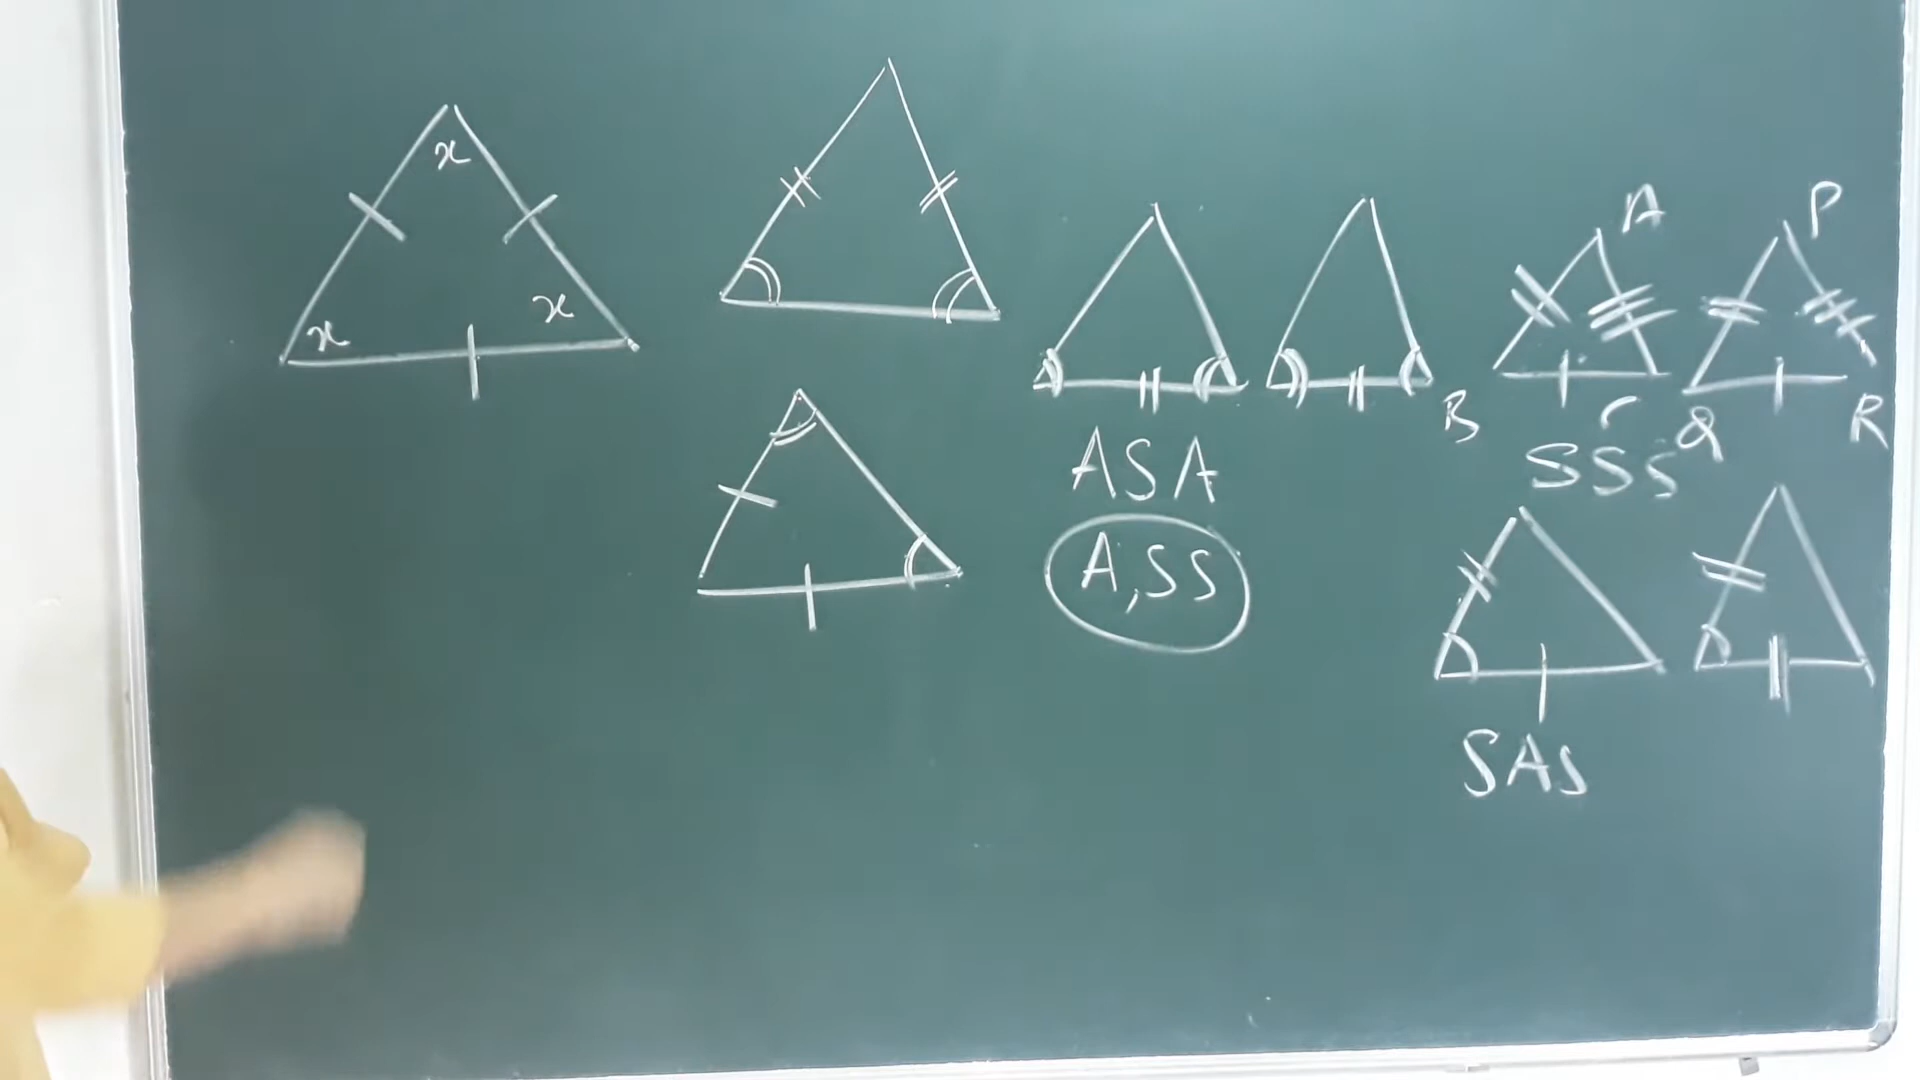 x
x x
A P
B C Q R
ASA
SSS
A,SS
SAS